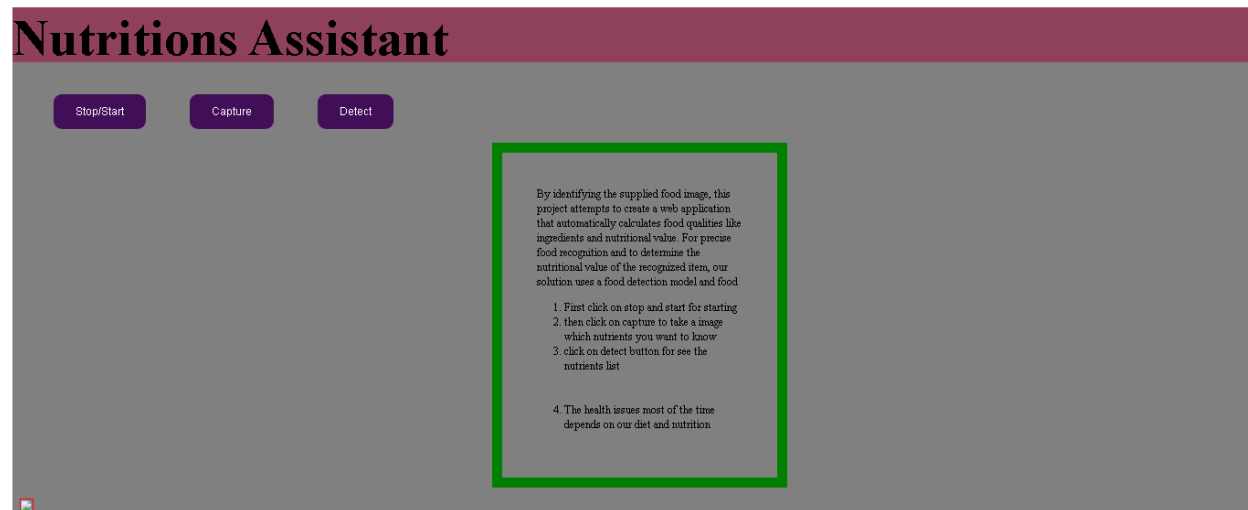 Nutritions Assistant
Stop/Start Capture Detect
By identifying the supplied food image, this
project attempts to create a web application
that automatically calculates food qualities like
ingredients and nutritional value. For precise
food recognition and to determine the
nutritional value of the recognized item, our
solution uses a food detection model and food
1. First click on stop and start for starting
2. then click on capture to take a image
which nutrients you want to know
3. click on detect button for see the
nutrients list
4. The health issues most of the time
depends on our diet and nutrition